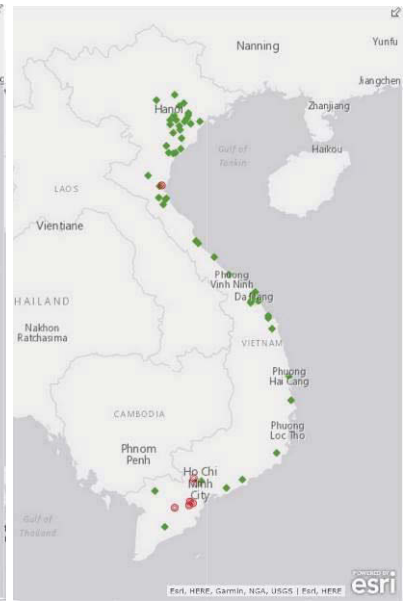 Nanning
Yunfu
Jiangchen
Hanoi
Zhanjiang
Gulf of
Tonkin
Haikou
LAOS
Vientiane
Phuong
Vinh Ninh
Da Nang
HAILAND
Nakhon
Ratchasima
VIETNAM
Phuong
Hai Cang
CAMBODIA
Phuong
Loc Tho
Phnom
Penh
Ho Chi
Minh
City
Gulf of
Thailand
Esri, HERE, Garmin, NGA, USGS | Esri, HERE
POWERED BY
esri